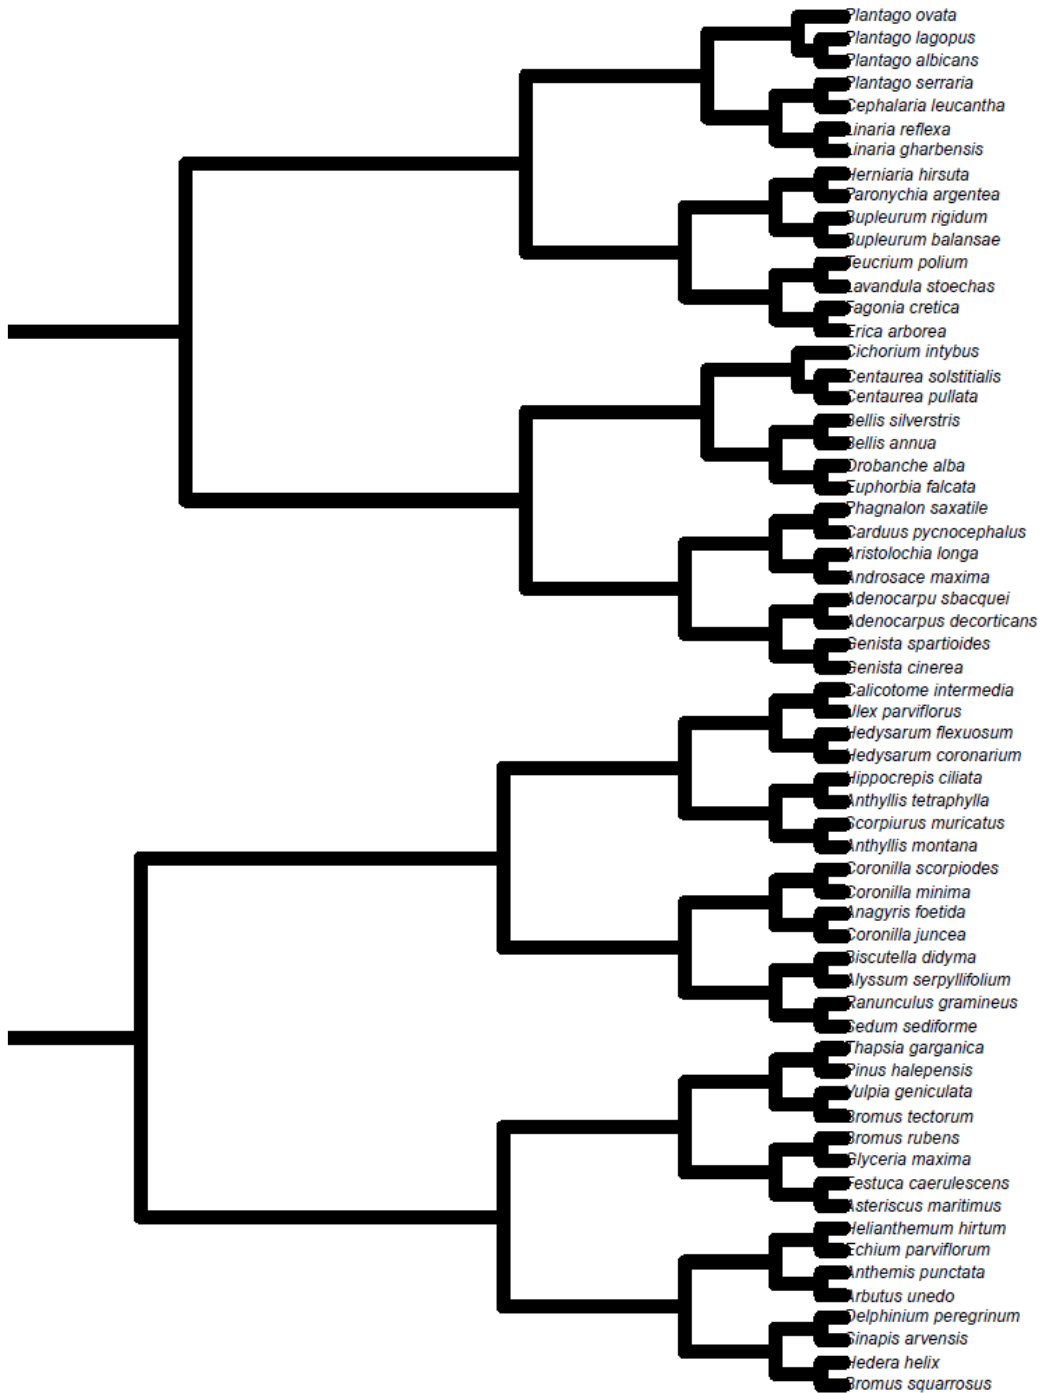 Plantago ovata
Plantago lagopus
Plantago albicans
Plantago serraria
Cephalaria leucantha
Linaria reflexa
Linaria gharbensis
Herniaria hirsuta
Paronychia argentea
Bupleurum rigidum
Bupleurum balansae
Teucrium polium
Lavandula stoechas
Fagonia cretica
Erica arborea
Cichorium intybus
Centaurea solstitialis
Centaurea pullata
Bellis silverstris
Bellis annua
Orobanche alba
Euphorbia falcata
Phagnalon saxatile
Carduus pycnocephalus
Aristolochia longa
Androsace maxima
Adenocarpu sbacquei
Adenocarpus decorticans
Genista spartioides
Genista cinerea
Calicotome intermedia
Ulex parviflorus
Hedysarum flexuosum
Hedysarum coronarium
Hippocrepis ciliata
Anthyllis tetraphylla
Scorpiurus muricatus
Anthyllis montana
Coronilla scorpiodes
Coronilla minima
Anagyris foetida
Coronilla juncea
Biscutella didyma
Alyssum serpyllifolium
Ranunculus gramineus
Sedum sediforme
Thapsia garganica
Pinus halepensis
Vulpia geniculata
Bromus tectorum
Bromus rubens
Glyceria maxima
Festuca caerulescens
Asteriscus maritimus
Helianthemum hirtum
Echium parviflorum
Anthemis punctata
Arbutus unedo
Delphinium peregrinum
Sinapis arvensis
Hedera helix
Bromus squarrosus